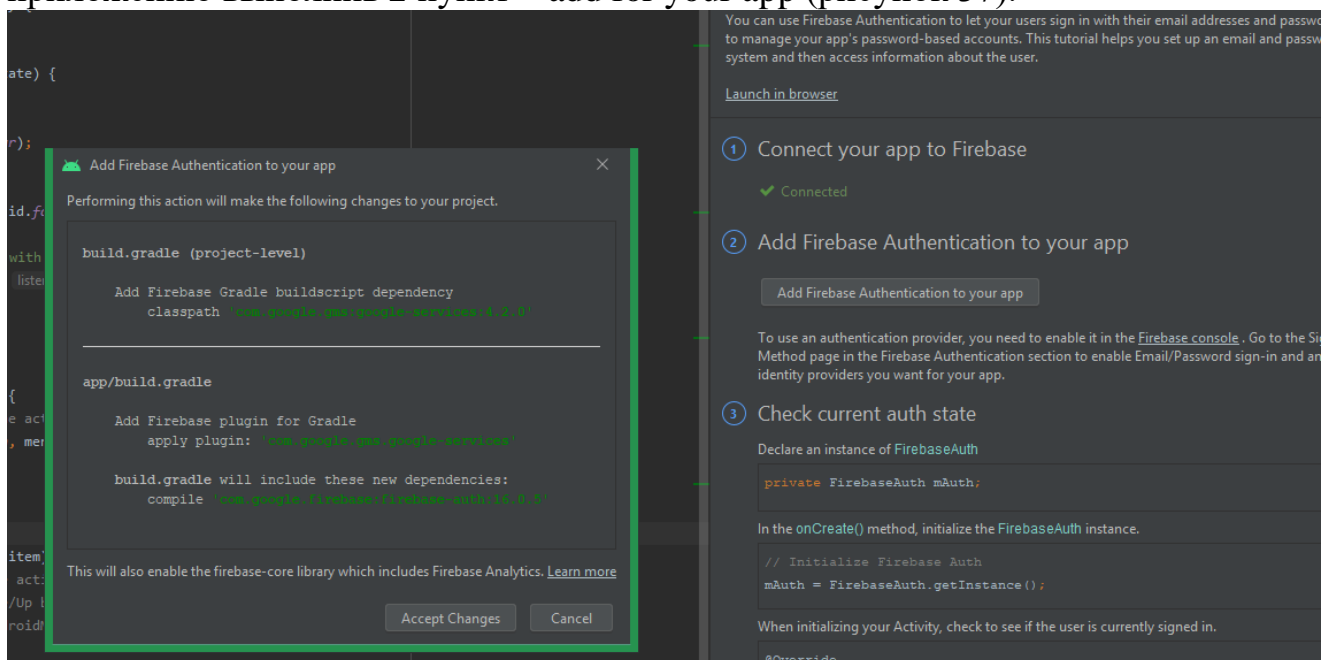 add for your app (рисунок 37).
ate) {
r);
id.fo
with
listen
{
e act
, mer
item)
act
/Up b
roidM
Add Firebase Authentication to your app
Performing this action will make the following changes to your project.
build.gradle (project-level)
Add Firebase Gradle buildscript dependency
classpath 'com.google.gms:google-services:4.2.0'
app/build.gradle
Add Firebase plugin for Gradle
apply plugin: 'com.google.gms.google-services'
build.gradle will include these new dependencies:
compile 'com.google.firebase:firebase-auth:16.0.5'
This will also enable the firebase-core library which includes Firebase Analytics. Learn more
Accept Changes Cancel
You can use Firebase Authentication to let your users sign in with their email addresses and passwo
to manage your app's password-based accounts. This tutorial helps you set up an email and passw
system and then access information about the user.
Launch in browser
1 Connect your app to Firebase
Connected
2 Add Firebase Authentication to your app
Add Firebase Authentication to your app
To use an authentication provider, you need to enable it in the Firebase console . Go to the Si
Method page in the Firebase Authentication section to enable Email/Password sign-in and an
identity providers you want for your app.
3 Check current auth state
Declare an instance of FirebaseAuth
private FirebaseAuth mAuth;
In the onCreate() method, initialize the FirebaseAuth instance.
// Initialize Firebase Auth
mAuth = FirebaseAuth.getInstance();
When initializing your Activity, check to see if the user is currently signed in.
@Override